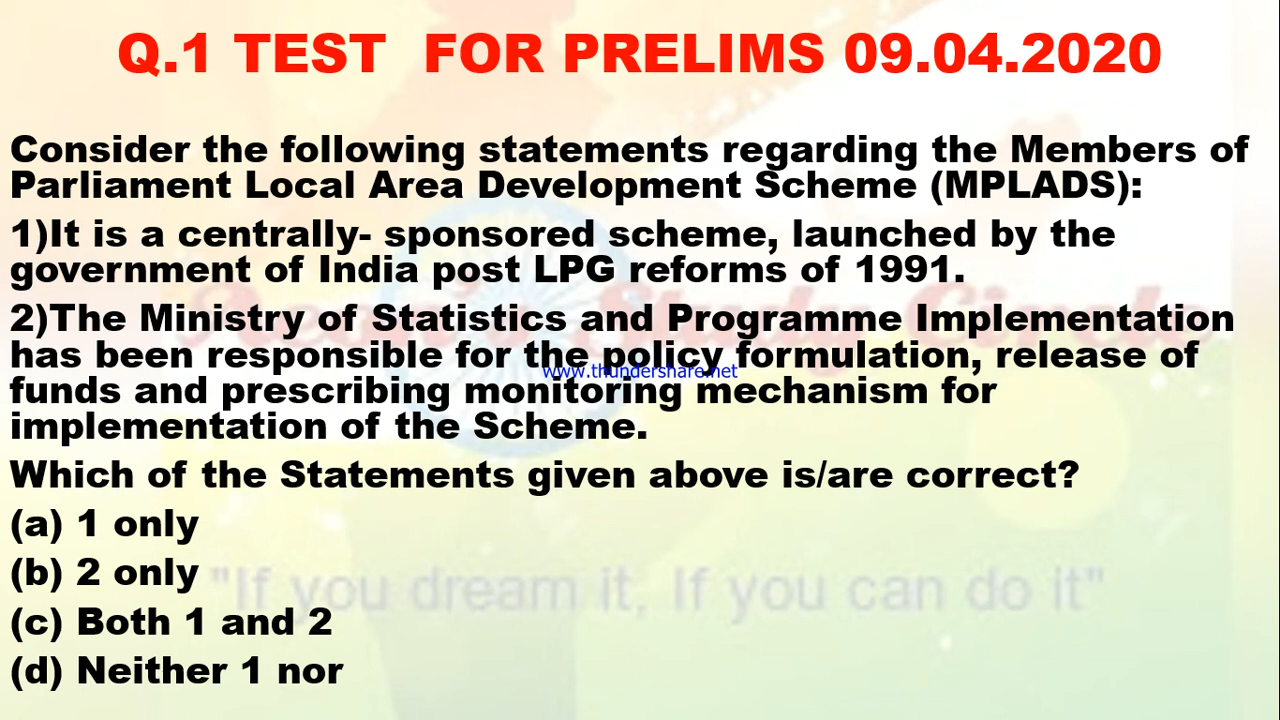 Q.1 TEST FOR PRELIMS 09.04.2020
Consider the following statements regarding the Members of
Parliament Local Area Development Scheme (MPLADS):
1)It is a centrally- sponsored scheme, launched by the
government of India post LPG reforms of 1991.
2)The Ministry of Statistics and Programme Implementation
has been responsible for the policy formulation, release of
www.thundershare.net
funds and prescribing monitoring mechanism for
implementation of the Scheme.
Which of the Statements given above is/are correct?
(a) 1 only
(b) 2 only
"If you dream it, If you can do it"
(c) Both 1 and 2
(d) Neither 1 nor